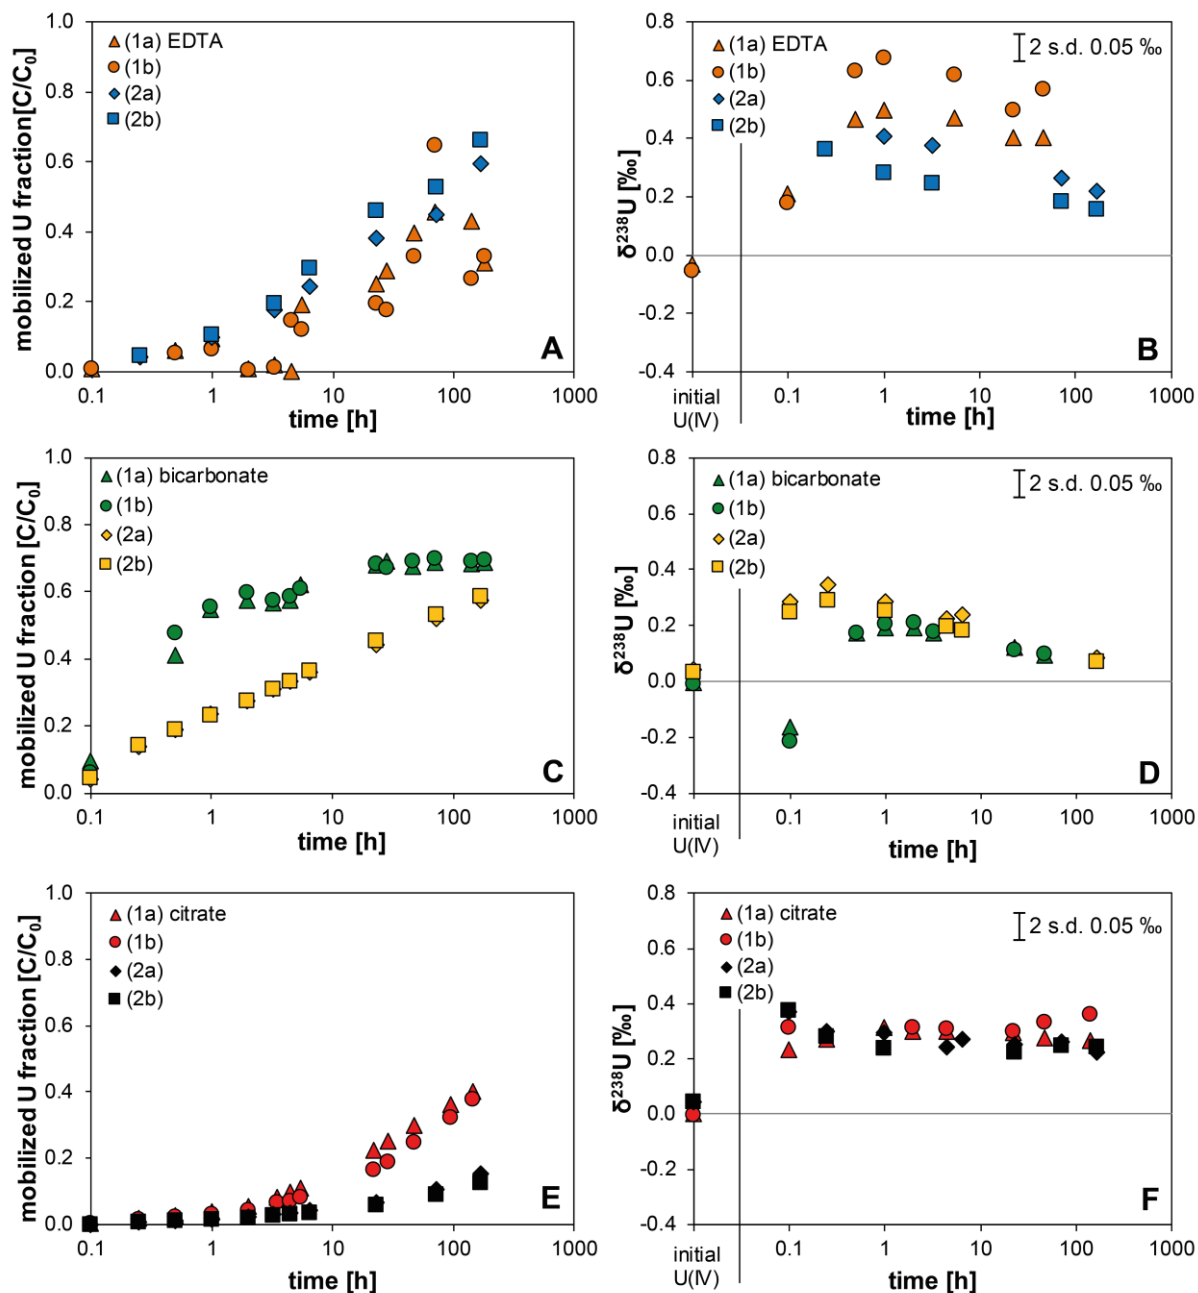 mobilized U fraction [C/C₀]
1.0
0.8
0.6
0.4
0.2
0.0
(1a) EDTA
(1b)
(2a)
(2b)
A
0.1 1 10 100 1000
time [h]
δ²³⁸U [‰]
0.8
0.6
0.4
0.2
0.0
-0.2
-0.4
(1a) EDTA
(1b)
(2a)
(2b)
2 s.d. 0.05 ‰
B
initial
U(IV)
0.1 1 10 100 1000
time [h]
mobilized U fraction [C/C₀]
1.0
0.8
0.6
0.4
0.2
0.0
(1a) bicarbonate
(1b)
(2a)
(2b)
C
0.1 1 10 100 1000
time [h]
δ²³⁸U [‰]
0.8
0.6
0.4
0.2
0.0
-0.2
-0.4
(1a) bicarbonate
(1b)
(2a)
(2b)
2 s.d. 0.05 ‰
D
initial
U(IV)
0.1 1 10 100 1000
time [h]
mobilized U fraction [C/C₀]
1.0
0.8
0.6
0.4
0.2
0.0
(1a) citrate
(1b)
(2a)
(2b)
E
0.1 1 10 100 1000
time [h]
δ²³⁸U [‰]
0.8
0.6
0.4
0.2
0.0
-0.2
-0.4
(1a) citrate
(1b)
(2a)
(2b)
2 s.d. 0.05 ‰
F
initial
U(IV)
0.1 1 10 100 1000
time [h]